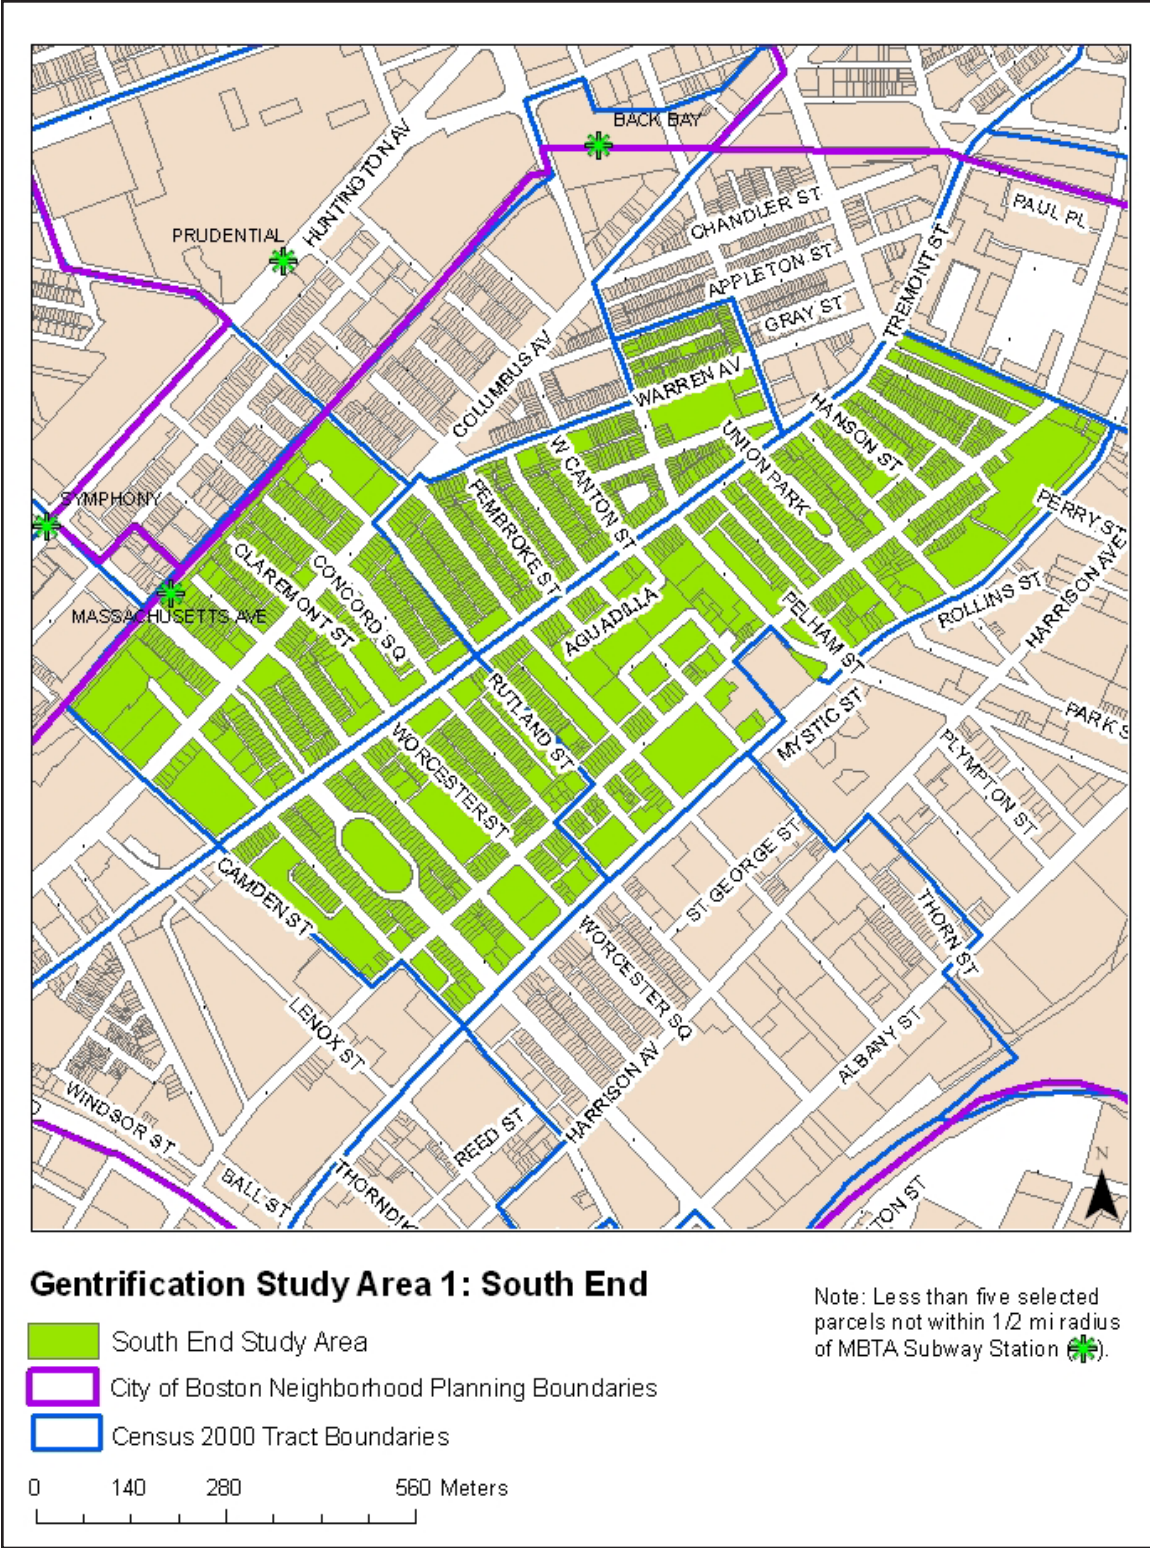 BACK BAY
HUNTINGTON AV
PRUDENTIAL
CHANDLER ST
PAUL PL
APPLETON ST
TREMONT ST
GRAY ST
COLUMBUS AV
WARREN AV
HANSON ST
UNION PARK
W CANTON ST
SYMPHONY
PEMBROKE ST
PERRY ST
HARRISON AVE
CLAREMONT ST
CONCORD SQ
MASSACHUSETTS AVE
AGUADILLA
PELHAM ST
ROLLINS ST
RUTLAND ST
MYSTIC ST
PARK S
WORCESTER ST
PLYMPTON ST
ST GEORGE ST
CAMDEN ST
THORN ST
WORCESTER SQ
LENOX ST
ALBANY ST
HARRISON AV
WINDSOR ST
REED ST
BALL ST
THORNDIK
TON ST
N
Gentrification Study Area 1: South End
South End Study Area
City of Boston Neighborhood Planning Boundaries
Census 2000 Tract Boundaries
0 140 280 560 Meters
Note: Less than five selected
parcels not within 1/2 mi radius
of MBTA Subway Station ( ).